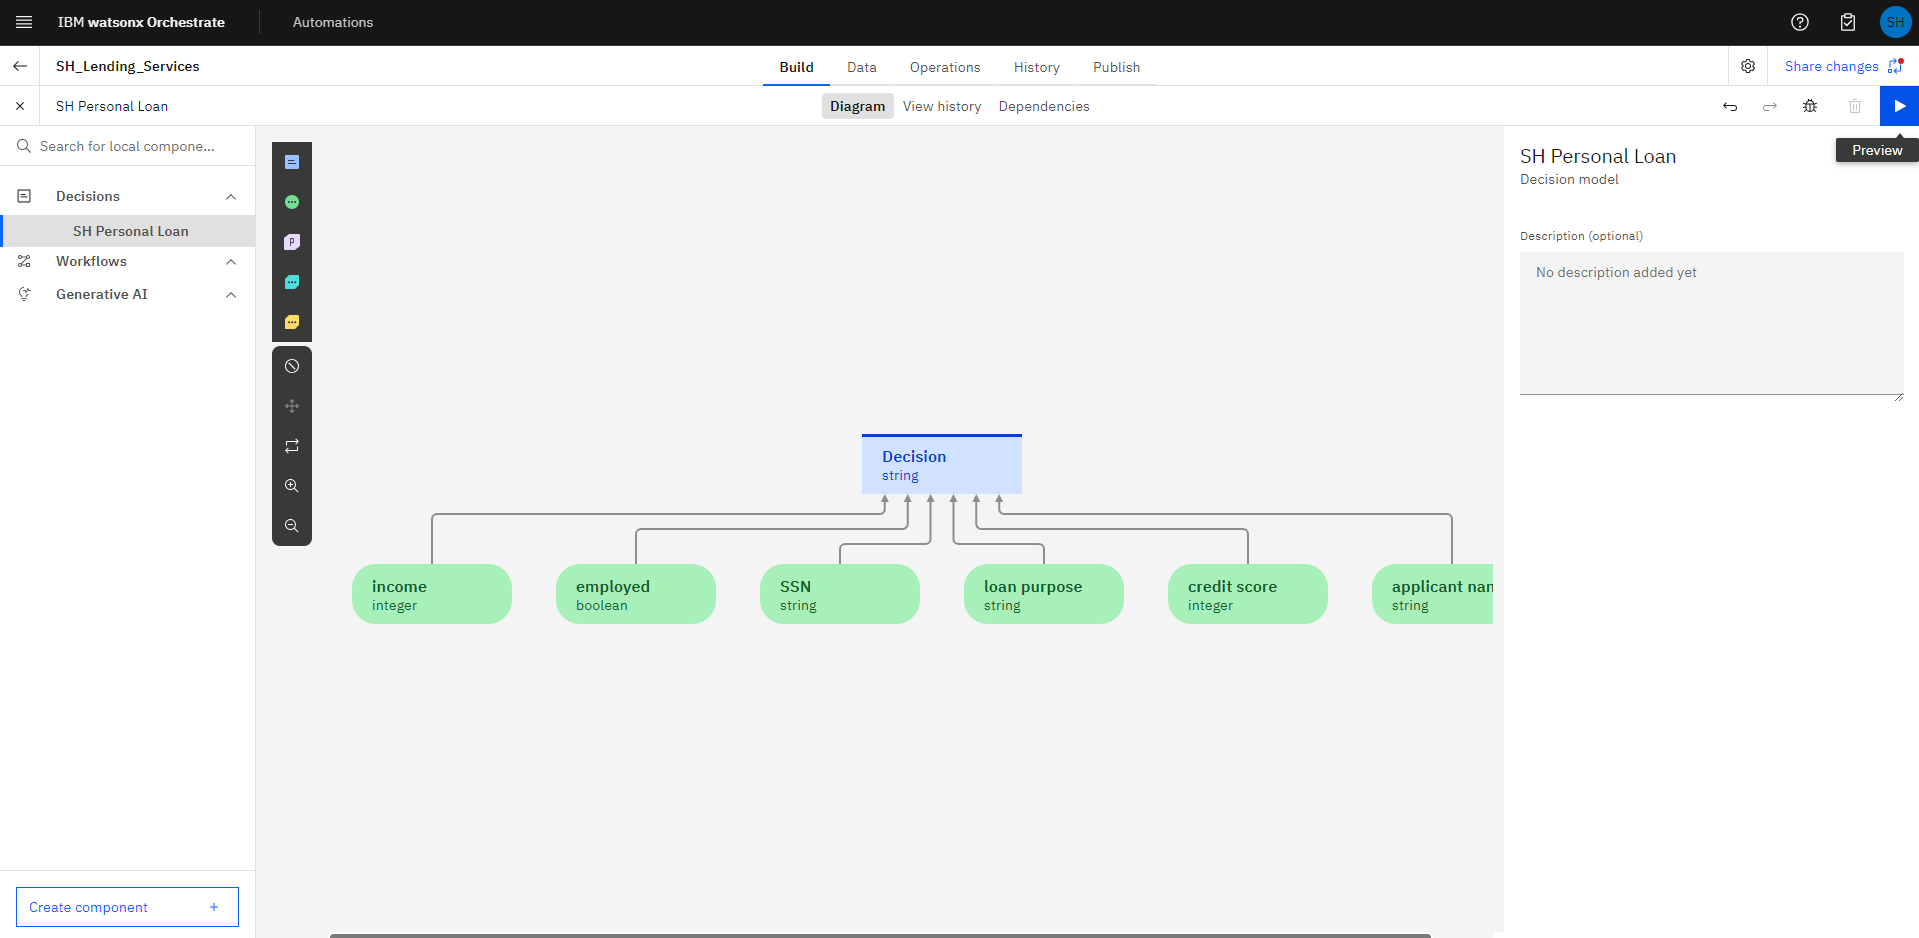 IBM watsonx Orchestrate
Automations
SH
SH_Lending_Services
Build
Data
Operations
History
Publish
Share changes
SH Personal Loan
Diagram
View history
Dependencies
Search for local compone...
Preview
SH Personal Loan
Decision model
Decisions
SH Personal Loan
Workflows
Generative AI
Description (optional)
No description added yet
P
Decision
string
income
integer
employed
boolean
SSN
string
loan purpose
string
credit score
integer
applicant nan
string
Create component